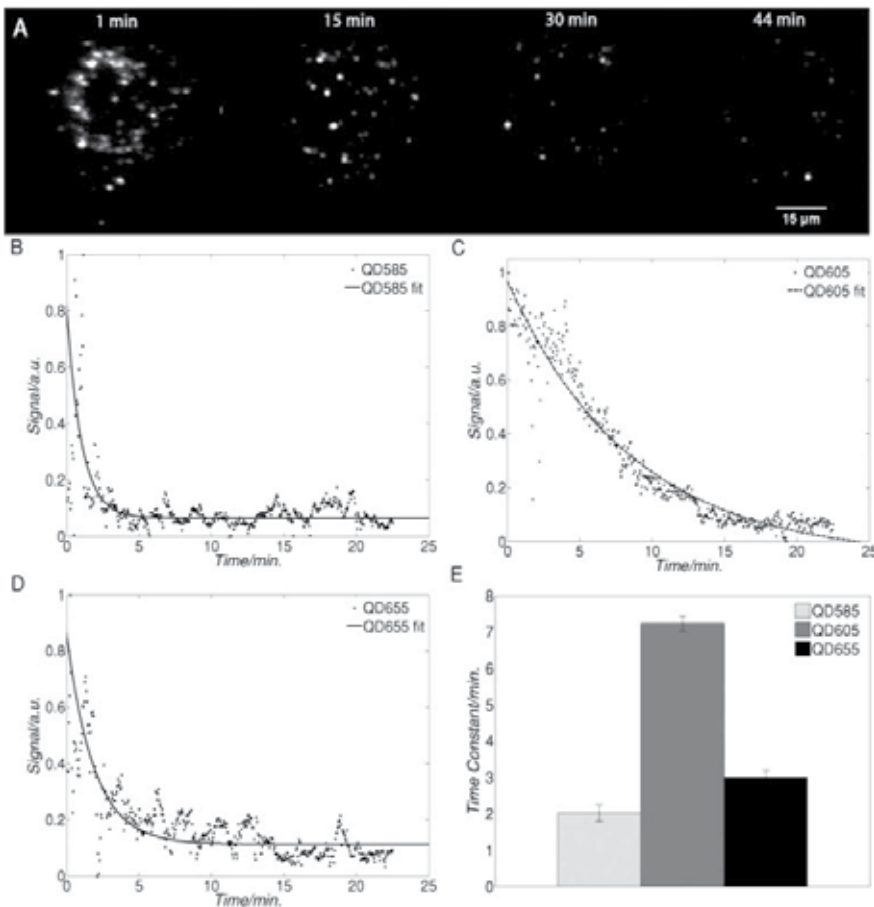 A
1 min 15 min 30 min 44 min
15 µm
B
QD585
QD585 fit
Signal/a.u.
1
0.8
0.6
0.4
0.2
0
0 5 10 15 20 25
Time/min.
C
QD605
QD605 fit
Signal/a.u.
1
0.8
0.6
0.4
0.2
0
0 5 10 15 20 25
Time/min.
D
QD655
QD655 fit
Signal/a.u.
1
0.8
0.6
0.4
0.2
0
0 5 10 15 20 25
Time/min.
E
QD585
QD605
QD655
Time Constant/min.
8
7
6
5
4
3
2
1
0